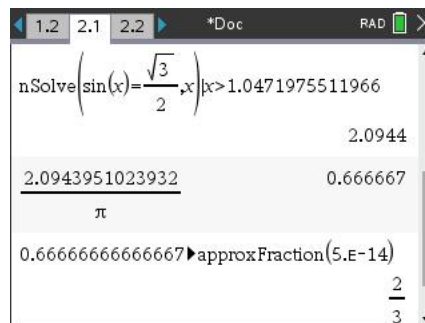 1.2 2.1 2.2 *Doc RAD
nSolve(sin(x)=√3/2,x)|x>1.0471975511966
2.0944
2.0943951023932/π 0.666667
0.66666666666667▶approxFraction(5.ᴇ-14)
2/3